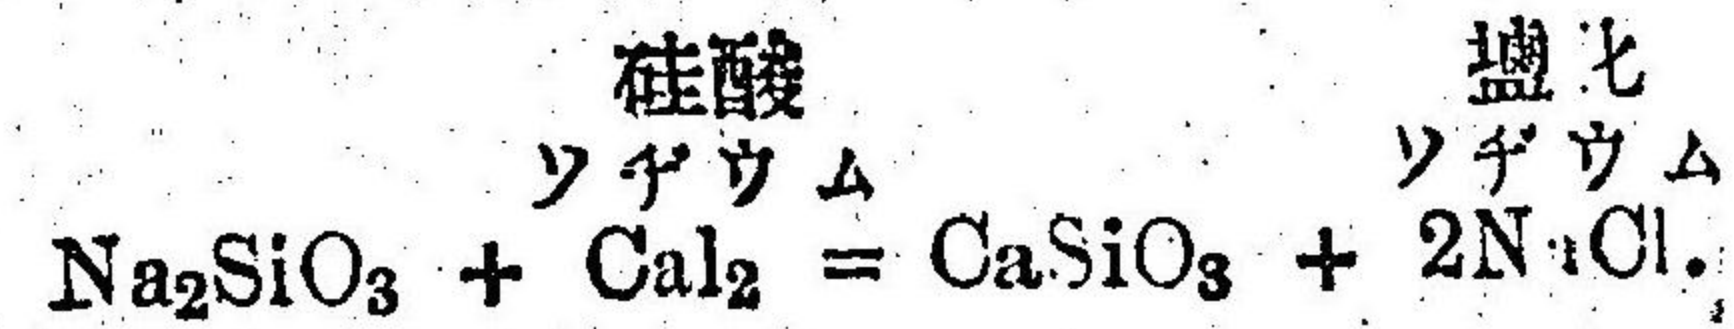 硅酸 鹽化
ソヂウム ソヂウム
Na₂SiO₃ + Cal₂ = CaSiO₃ + 2NaCl.